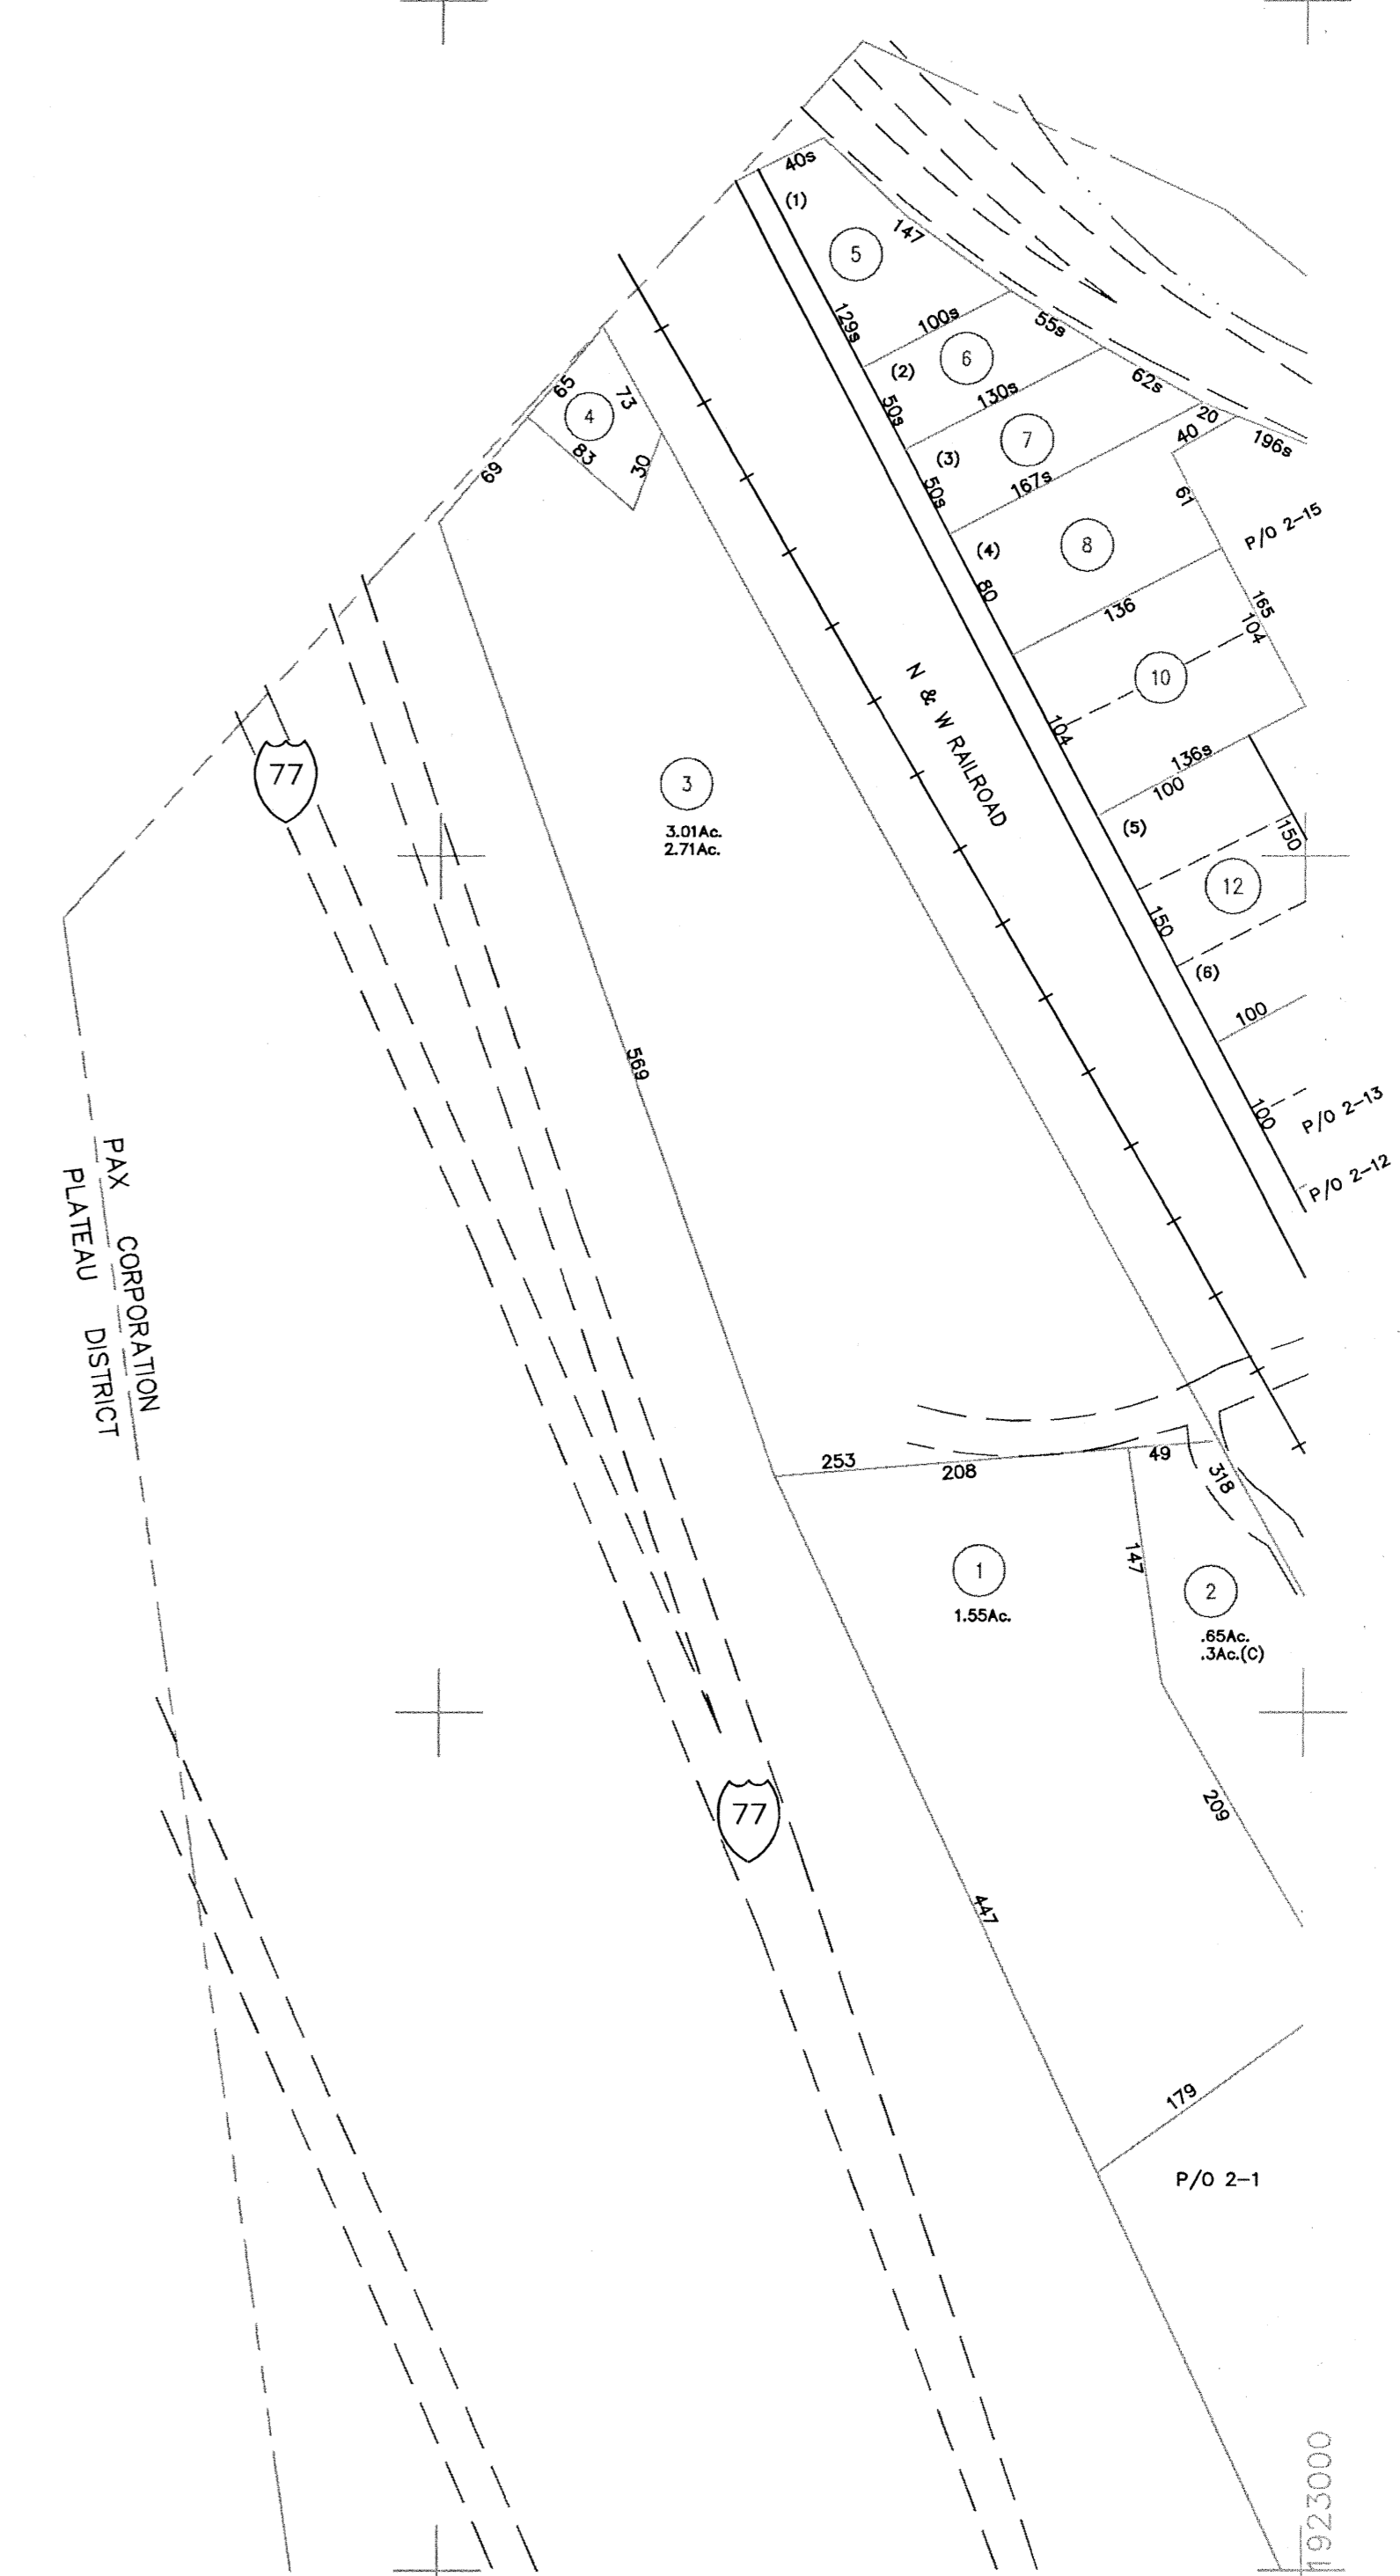 40s
(1)
147
5
129s
100s
55s
(2)
6
62s
65
73
4
50s
130s
20
40
196s
83
30
69
(3)
7
50s
167s
61
P/O 2-15
(4)
8
80
136
165
104
10
N & W RAILROAD
104
136s
77
3
100
3.01Ac.
2.71Ac.
(5)
150
12
150
(6)
100
569
100
P/O 2-13
P/O 2-12
PAX CORPORATION
PLATEAU DISTRICT
253
208
49
318
147
1
1.55Ac.
2
.65Ac.
.3Ac.(C)
77
209
447
179
P/O 2-1
1923000